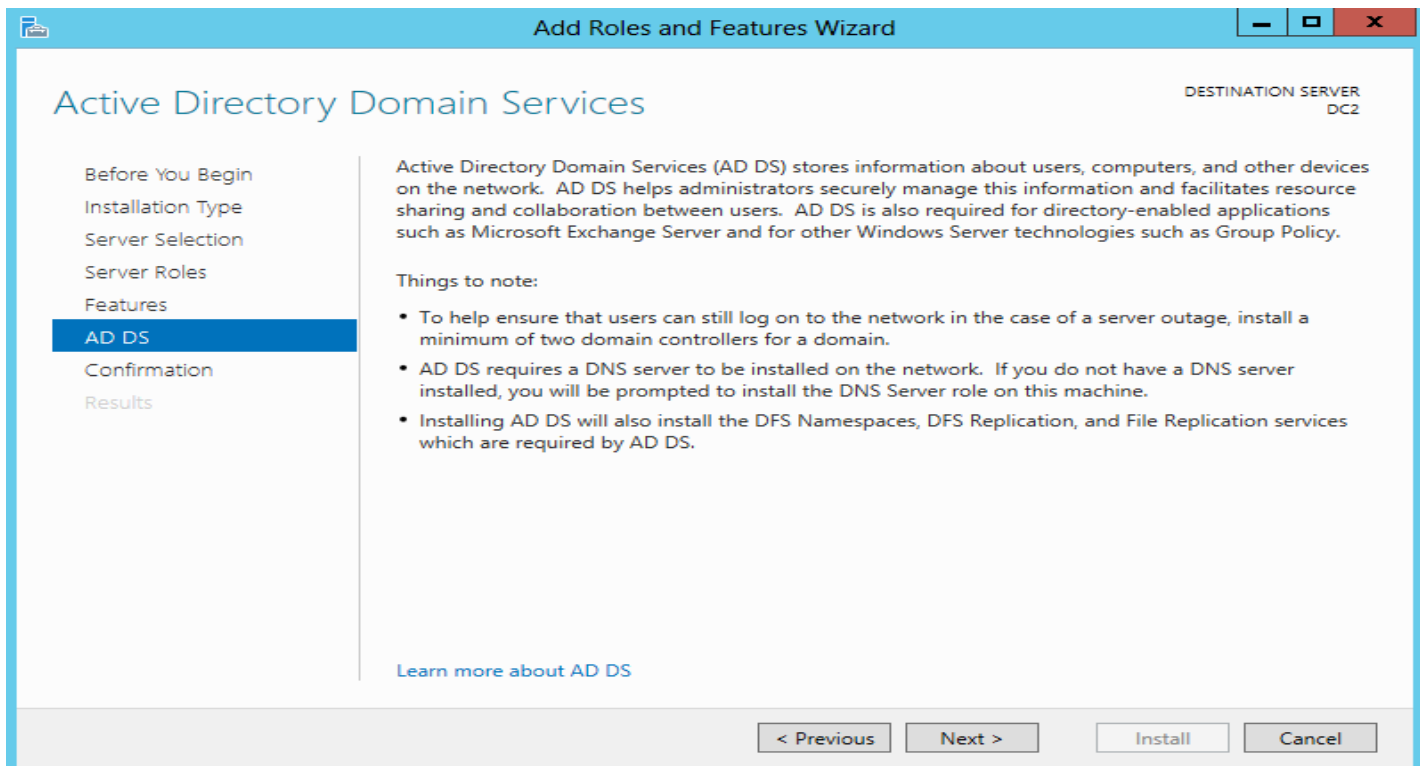 Add Roles and Features Wizard
Active Directory Domain Services
DESTINATION SERVER
DC2
Before You Begin
Installation Type
Server Selection
Server Roles
Features
AD DS
Confirmation
Results
Active Directory Domain Services (AD DS) stores information about users, computers, and other devices
on the network.  AD DS helps administrators securely manage this information and facilitates resource
sharing and collaboration between users.  AD DS is also required for directory-enabled applications
such as Microsoft Exchange Server and for other Windows Server technologies such as Group Policy.
Things to note:
• To help ensure that users can still log on to the network in the case of a server outage, install a
minimum of two domain controllers for a domain.
• AD DS requires a DNS server to be installed on the network.  If you do not have a DNS server
installed, you will be prompted to install the DNS Server role on this machine.
• Installing AD DS will also install the DFS Namespaces, DFS Replication, and File Replication services
which are required by AD DS.
Learn more about AD DS
< Previous
Next >
Install
Cancel